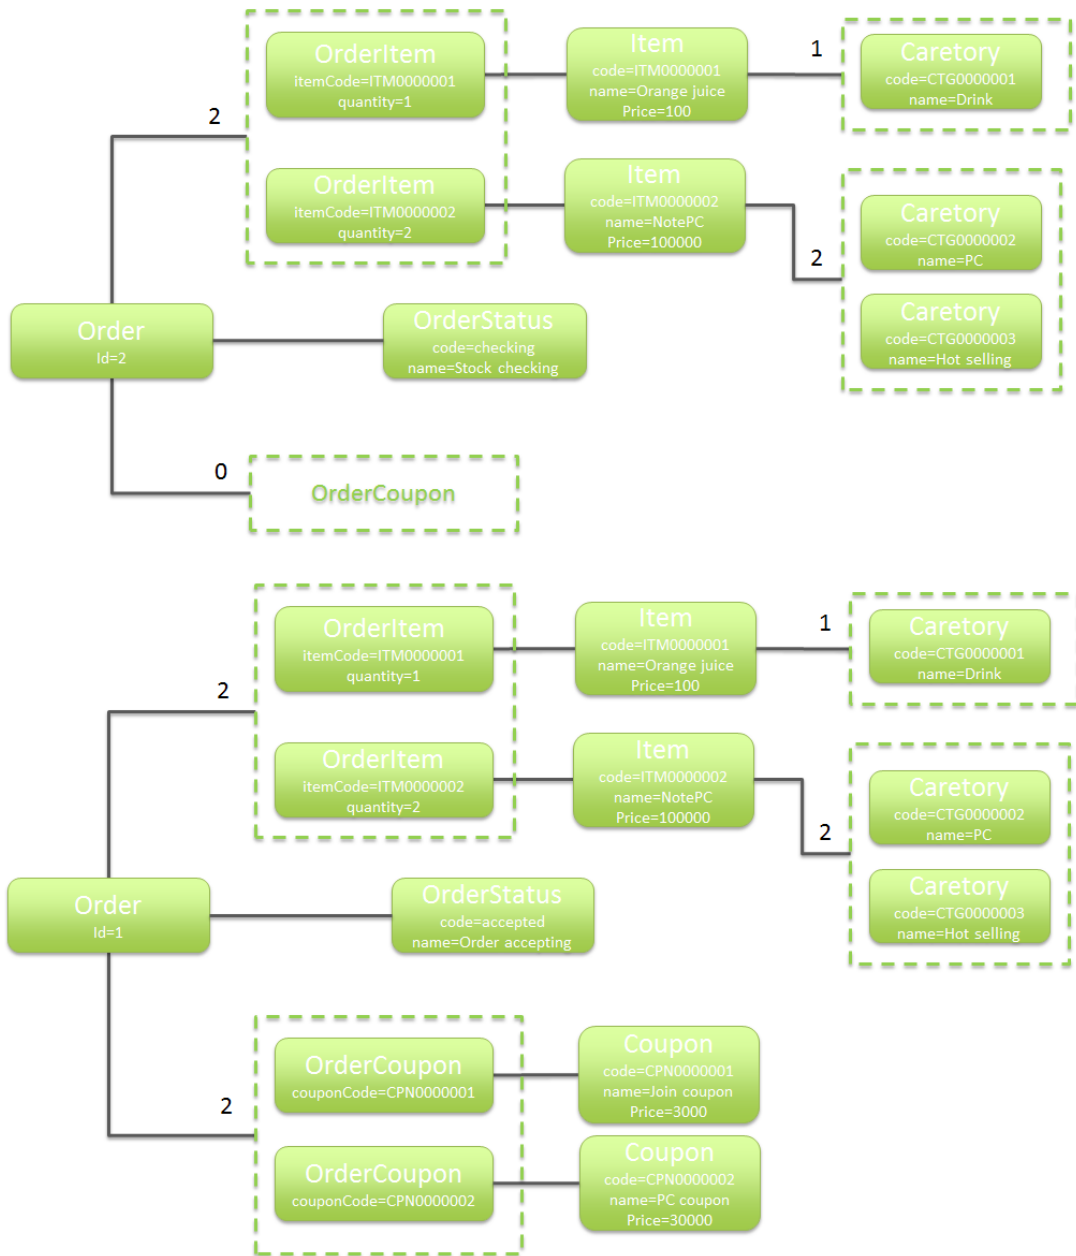 OrderItem
itemCode=ITM0000001
quantity=1
Item
code=ITM0000001
name=Orange juice
Price=100
1
Caretory
code=CTG0000001
name=Drink
2
OrderItem
itemCode=ITM0000002
quantity=2
Item
code=ITM0000002
name=NotePC
Price=100000
2
Caretory
code=CTG0000002
name=PC
Caretory
code=CTG0000003
name=Hot selling
Order
Id=2
OrderStatus
code=checking
name=Stock checking
0
OrderCoupon
OrderItem
itemCode=ITM0000001
quantity=1
Item
code=ITM0000001
name=Orange juice
Price=100
1
Caretory
code=CTG0000001
name=Drink
2
OrderItem
itemCode=ITM0000002
quantity=2
Item
code=ITM0000002
name=NotePC
Price=100000
2
Caretory
code=CTG0000002
name=PC
Caretory
code=CTG0000003
name=Hot selling
Order
Id=1
OrderStatus
code=accepted
name=Order accepting
2
OrderCoupon
couponCode=CPN0000001
Coupon
code=CPN0000001
name=Join coupon
Price=3000
OrderCoupon
couponCode=CPN0000002
Coupon
code=CPN0000002
name=PC coupon
Price=30000